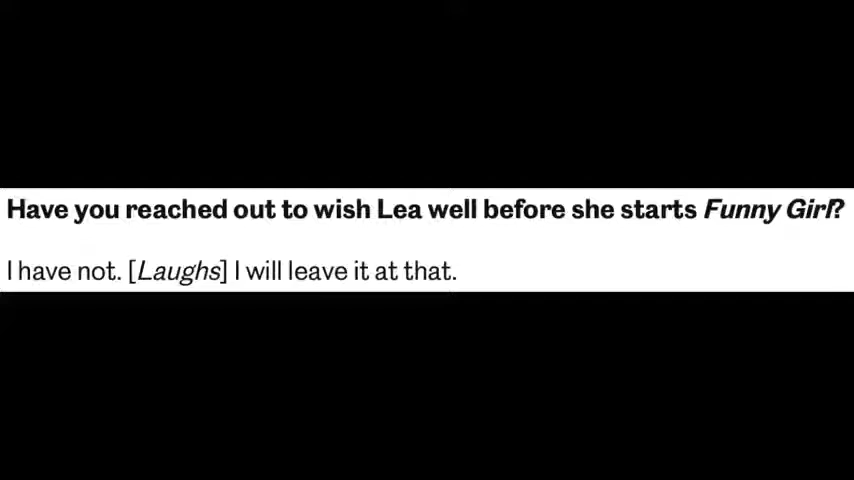 Have you reached out to wish Lea well before she starts Funny Girl?
I have not. [Laughs] I will leave it at that.